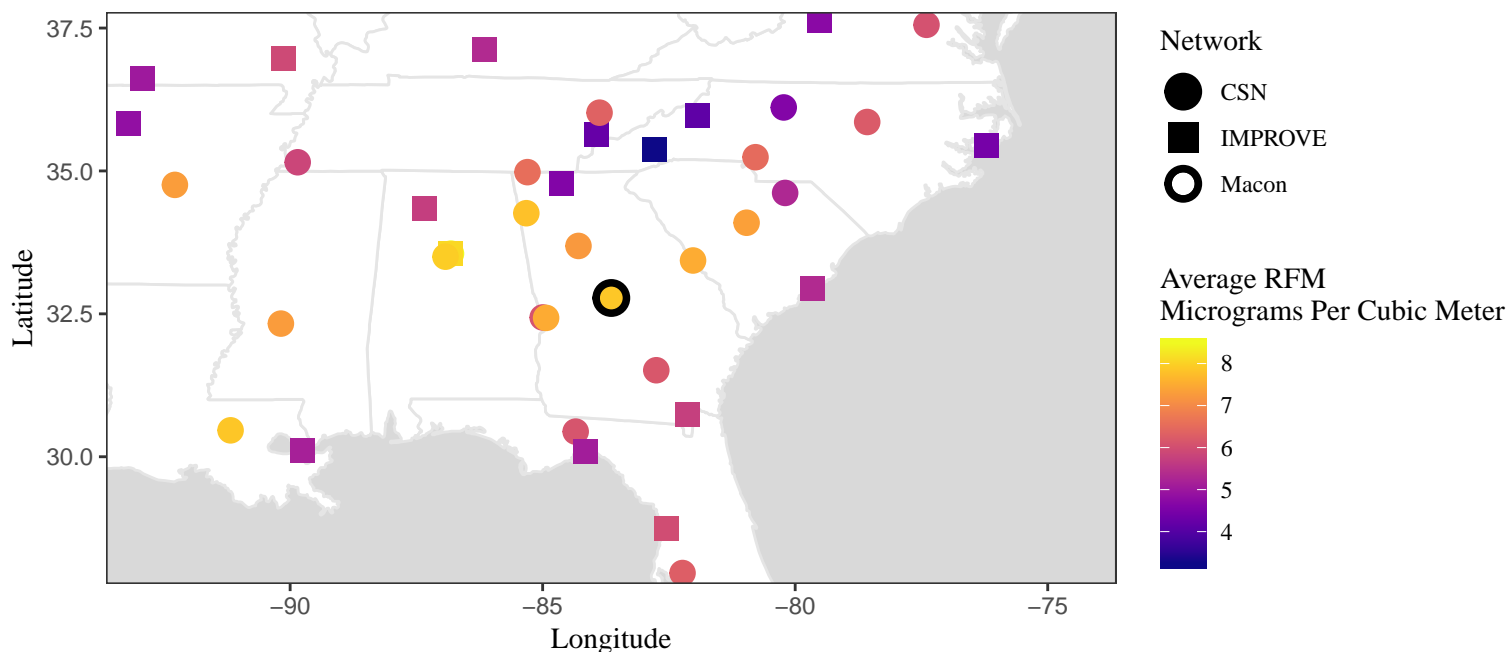 37.5
35.0
32.5
30.0
Latitude
−90
−85
−80
−75
Longitude
Network
CSN
IMPROVE
Macon
Average RFM
Micrograms Per Cubic Meter
8
7
6
5
4